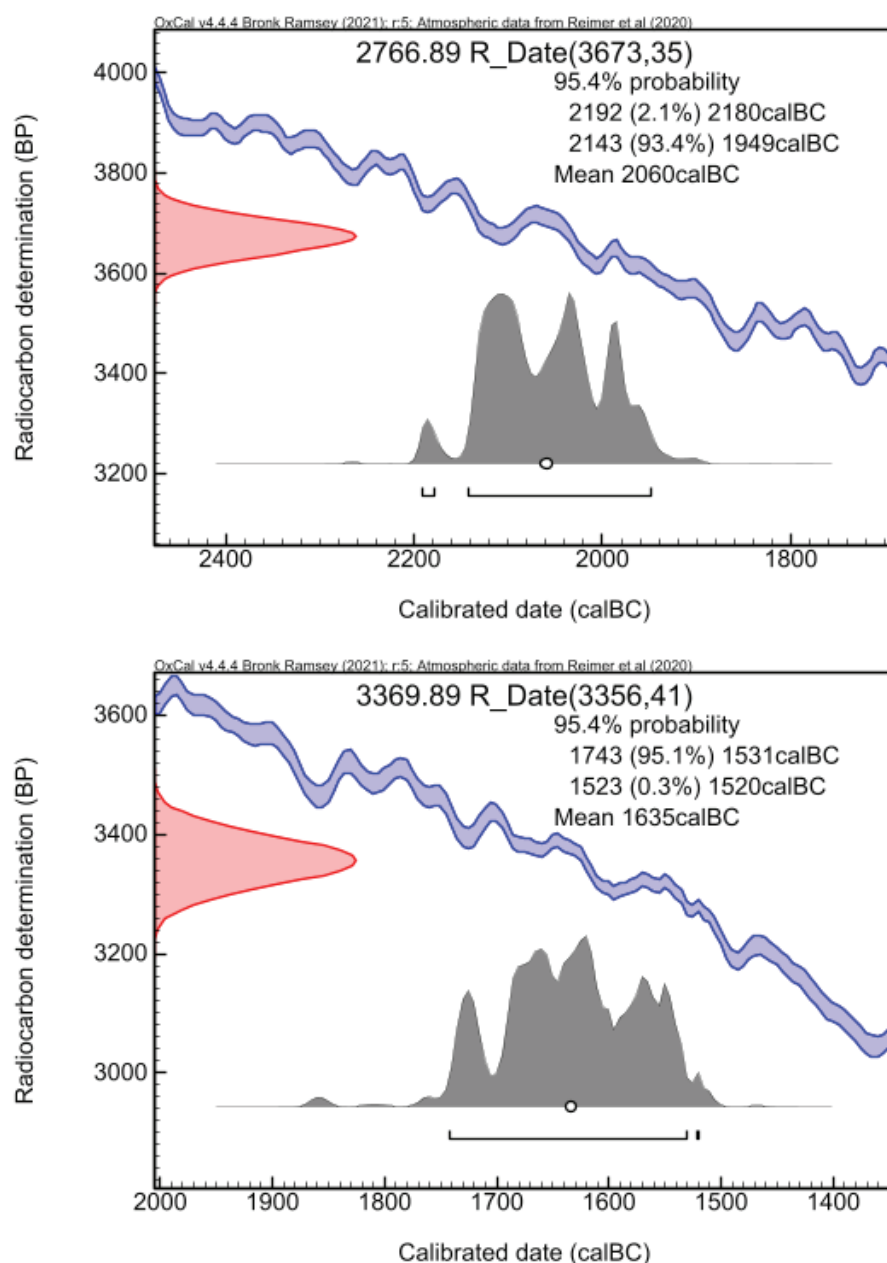 OxCal v4.4.4 Bronk Ramsey (2021); r:5; Atmospheric data from Reimer et al (2020)
2766.89 R_Date(3673,35)
95.4% probability
2192 (2.1%) 2180calBC
2143 (93.4%) 1949calBC
Mean 2060calBC
Radiocarbon determination (BP)
4000
3800
3600
3400
3200
2400 2200 2000 1800
Calibrated date (calBC)
OxCal v4.4.4 Bronk Ramsey (2021); r:5; Atmospheric data from Reimer et al (2020)
3369.89 R_Date(3356,41)
95.4% probability
1743 (95.1%) 1531calBC
1523 (0.3%) 1520calBC
Mean 1635calBC
Radiocarbon determination (BP)
3600
3400
3200
3000
2000 1900 1800 1700 1600 1500 1400
Calibrated date (calBC)